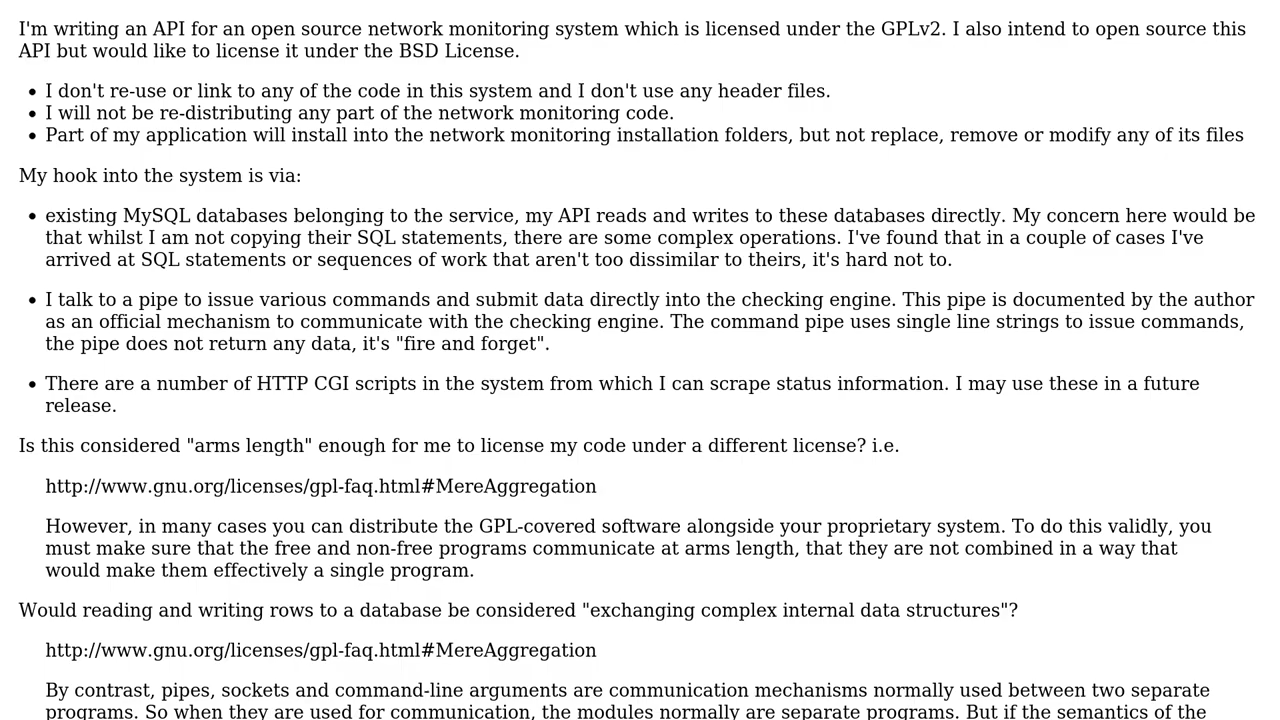 I'm writing an API for an open source network monitoring system which is licensed under the GPLv2. I also intend to open source this
API but would like to license it under the BSD License.
• I don't re-use or link to any of the code in this system and I don't use any header files.
• I will not be re-distributing any part of the network monitoring code.
• Part of my application will install into the network monitoring installation folders, but not replace, remove or modify any of its files
My hook into the system is via:
• existing MySQL databases belonging to the service, my API reads and writes to these databases directly. My concern here would be
that whilst I am not copying their SQL statements, there are some complex operations. I've found that in a couple of cases I've
arrived at SQL statements or sequences of work that aren't too dissimilar to theirs, it's hard not to.
• I talk to a pipe to issue various commands and submit data directly into the checking engine. This pipe is documented by the author
as an official mechanism to communicate with the checking engine. The command pipe uses single line strings to issue commands,
the pipe does not return any data, it's "fire and forget".
• There are a number of HTTP CGI scripts in the system from which I can scrape status information. I may use these in a future
release.
Is this considered "arms length" enough for me to license my code under a different license? i.e.
http://www.gnu.org/licenses/gpl-faq.html#MereAggregation
However, in many cases you can distribute the GPL-covered software alongside your proprietary system. To do this validly, you
must make sure that the free and non-free programs communicate at arms length, that they are not combined in a way that
would make them effectively a single program.
Would reading and writing rows to a database be considered "exchanging complex internal data structures"?
http://www.gnu.org/licenses/gpl-faq.html#MereAggregation
By contrast, pipes, sockets and command-line arguments are communication mechanisms normally used between two separate
programs. So when they are used for communication, the modules normally are separate programs. But if the semantics of the